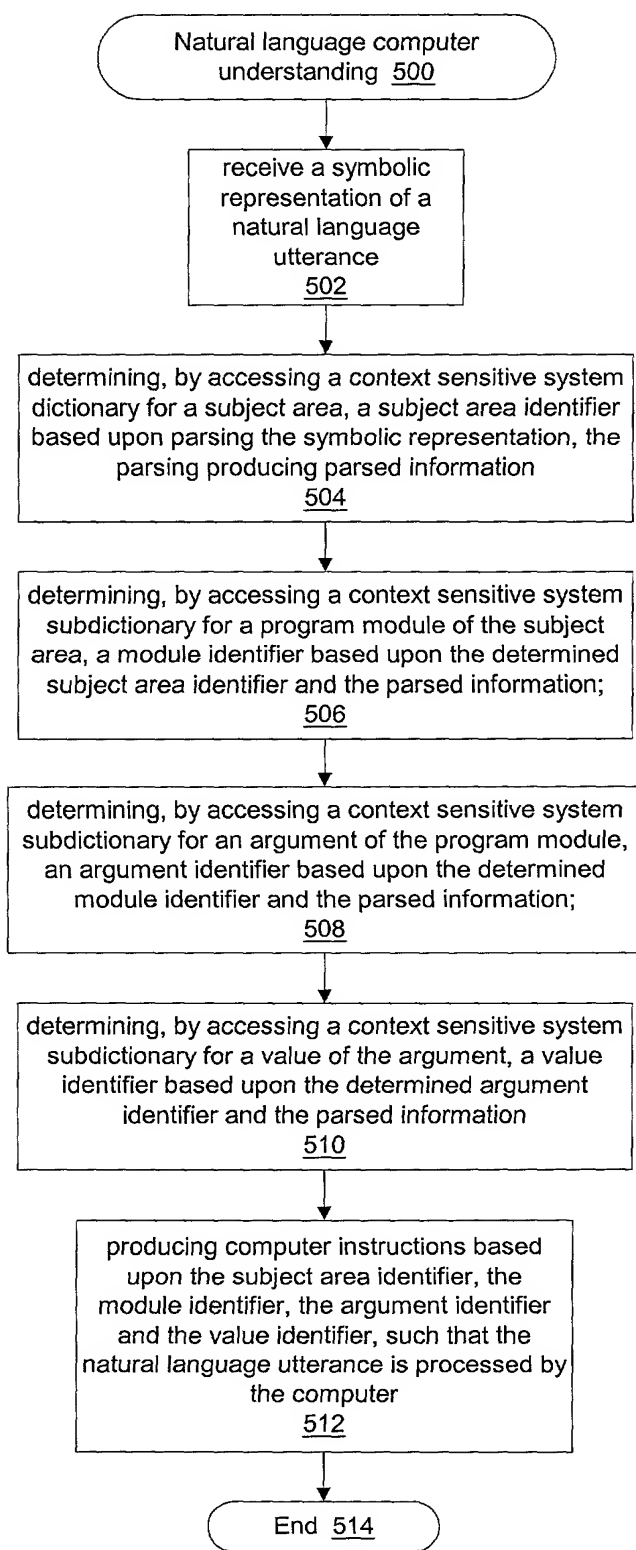 Natural language computer
understanding 500
receive a symbolic
representation of a
natural language
utterance
502
determining, by accessing a context sensitive system
dictionary for a subject area, a subject area identifier
based upon parsing the symbolic representation, the
parsing producing parsed information
504
determining, by accessing a context sensitive system
subdictionary for a program module of the subject
area, a module identifier based upon the determined
subject area identifier and the parsed information;
506
determining, by accessing a context sensitive system
subdictionary for an argument of the program module,
an argument identifier based upon the determined
module identifier and the parsed information;
508
determining, by accessing a context sensitive system
subdictionary for a value of the argument, a value
identifier based upon the determined argument
identifier and the parsed information
510
producing computer instructions based
upon the subject area identifier, the
module identifier, the argument identifier
and the value identifier, such that the
natural language utterance is processed by
the computer
512
End 514